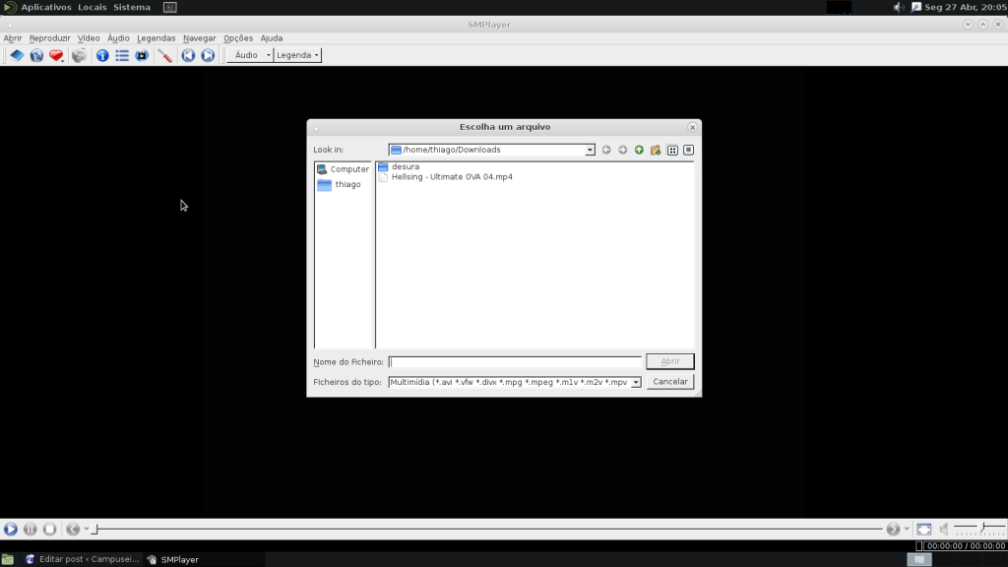 Aplicativos Locais Sistema Seg 27 Abr, 20:05
SMPlayer
Abrir Reproduzir Vídeo Áudio Legendas Navegar Opções Ajuda
Áudio Legenda
Escolha um arquivo
Look in: /home/thiago/Downloads
Computer
thiago
desura
Hellsing - Ultimate OVA 04.mp4
Nome do Ficheiro: Abrir
Ficheiros do tipo: Multimídia (*.avi *.vfw *.divx *.mpg *.mpeg *.m1v *.m2v *.mpv Cancelar
00:00:00 / 00:00:00
Editar post ‹ Campusei... SMPlayer